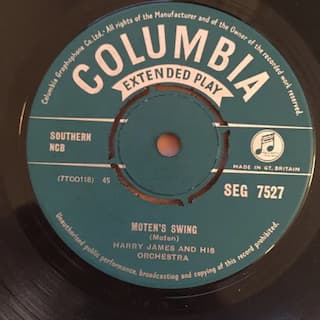 Columbia Graphophone Co. Ltd. All rights of the Manufacturer and of the Owner of the recorded work reserved.
COLUMBIA
EXTENDED PLAY
SOUTHERN
NCB
MADE IN GT. BRITAIN
(7TCO118) 45
SEG 7527
MOTEN'S SWING
(Moten)
HARRY JAMES AND HIS
ORCHESTRA
Unauthorised public performance, broadcasting and copying of this record prohibited.